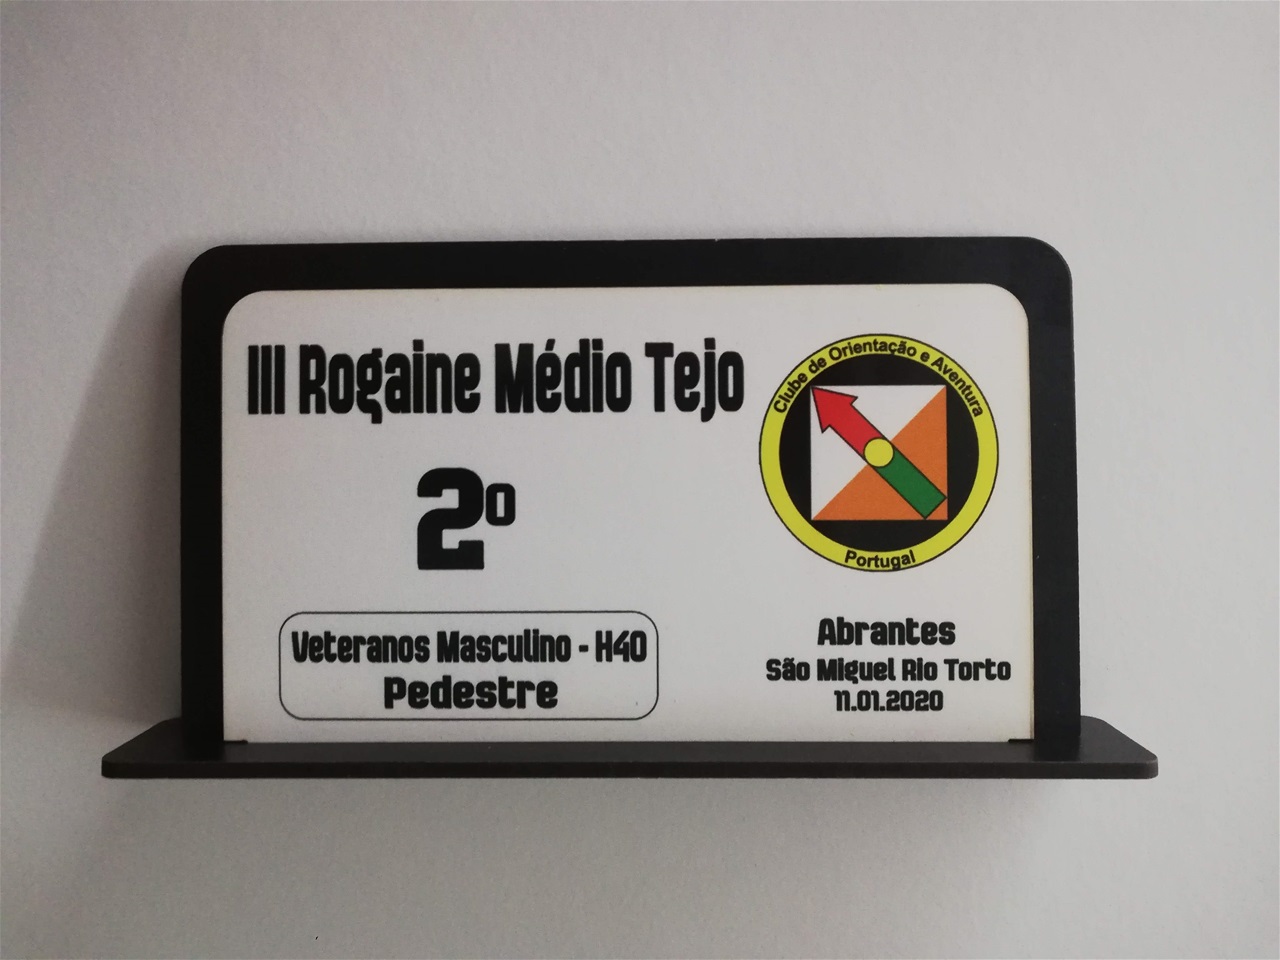 III Rogaine Médio Tejo
Clube de Orientação e Aventura
Portugal
2º
Veteranos Masculino - H40
Pedestre
Abrantes
São Miguel Rio Torto
11.01.2020